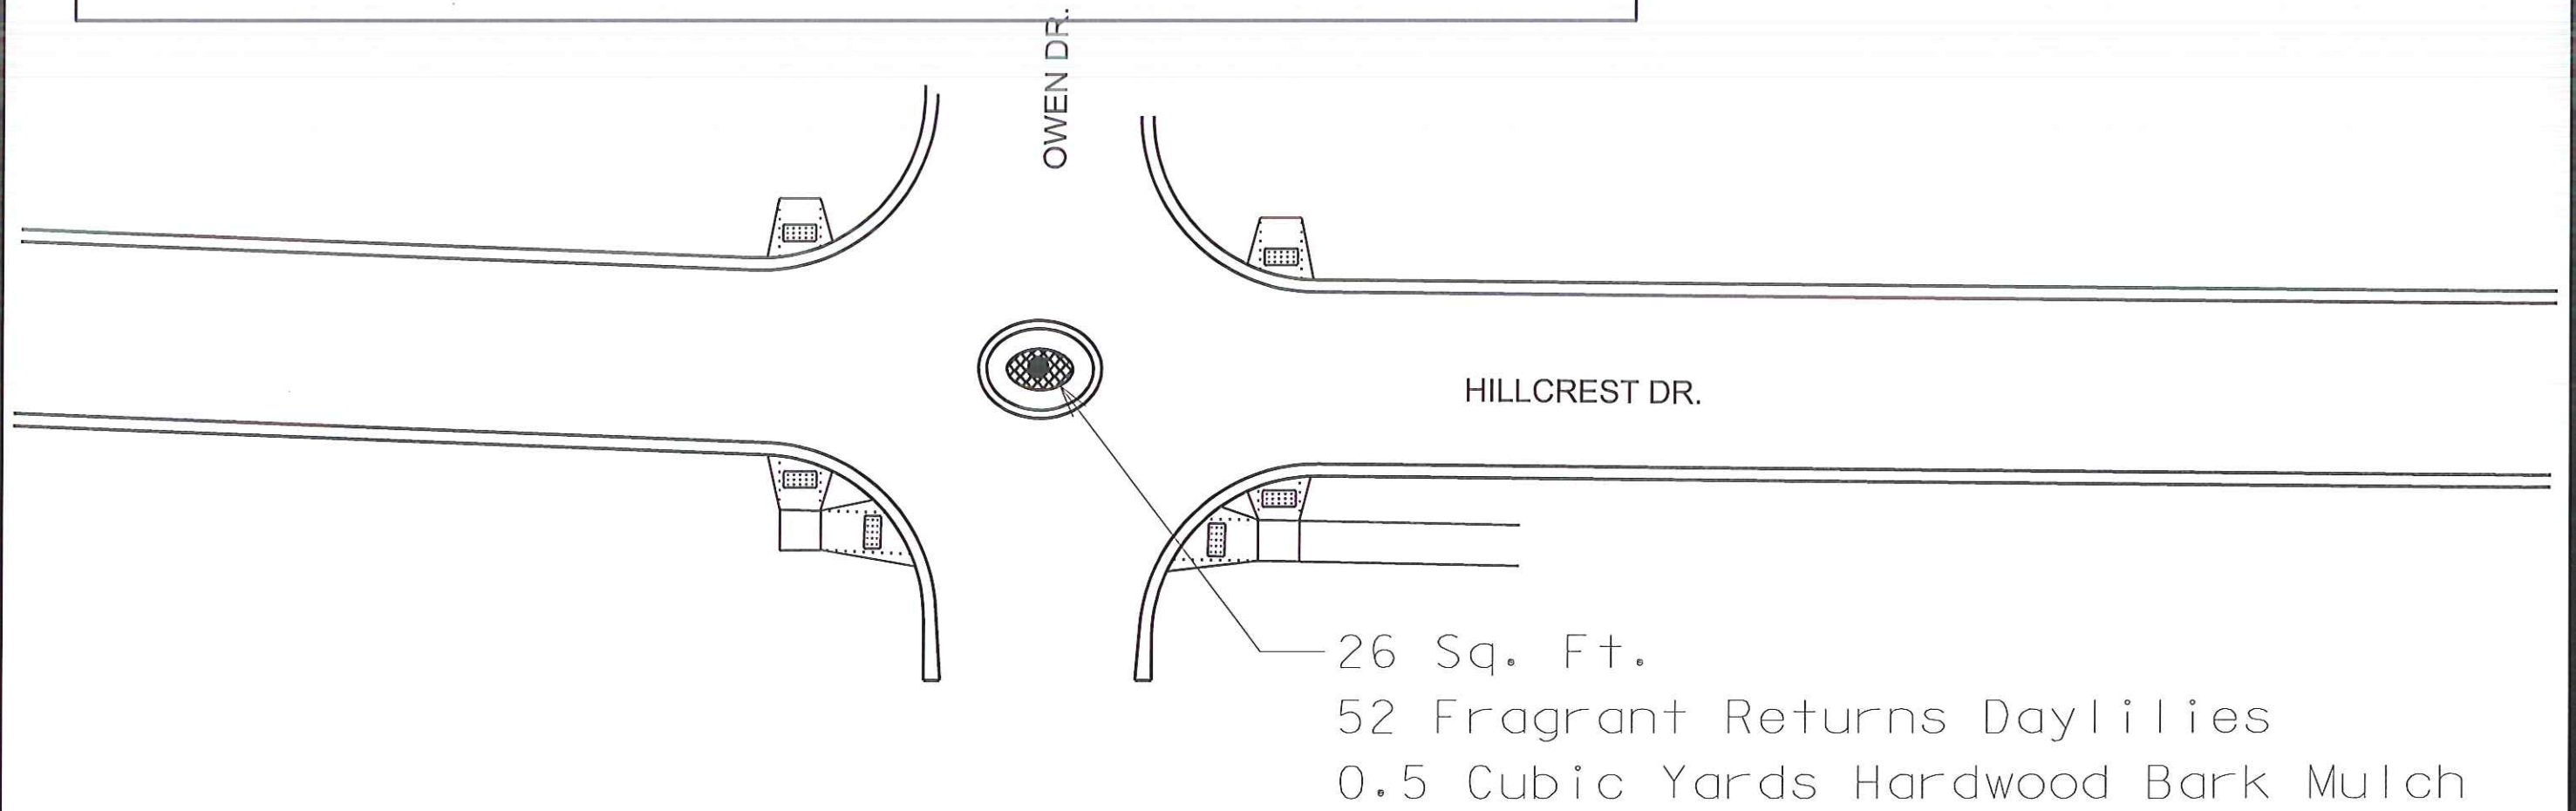 OWEN DR.
HILLCREST DR.
26 Sq. Ft.
52 Fragrant Returns Daylilies
0.5 Cubic Yards Hardwood Bark Mulch